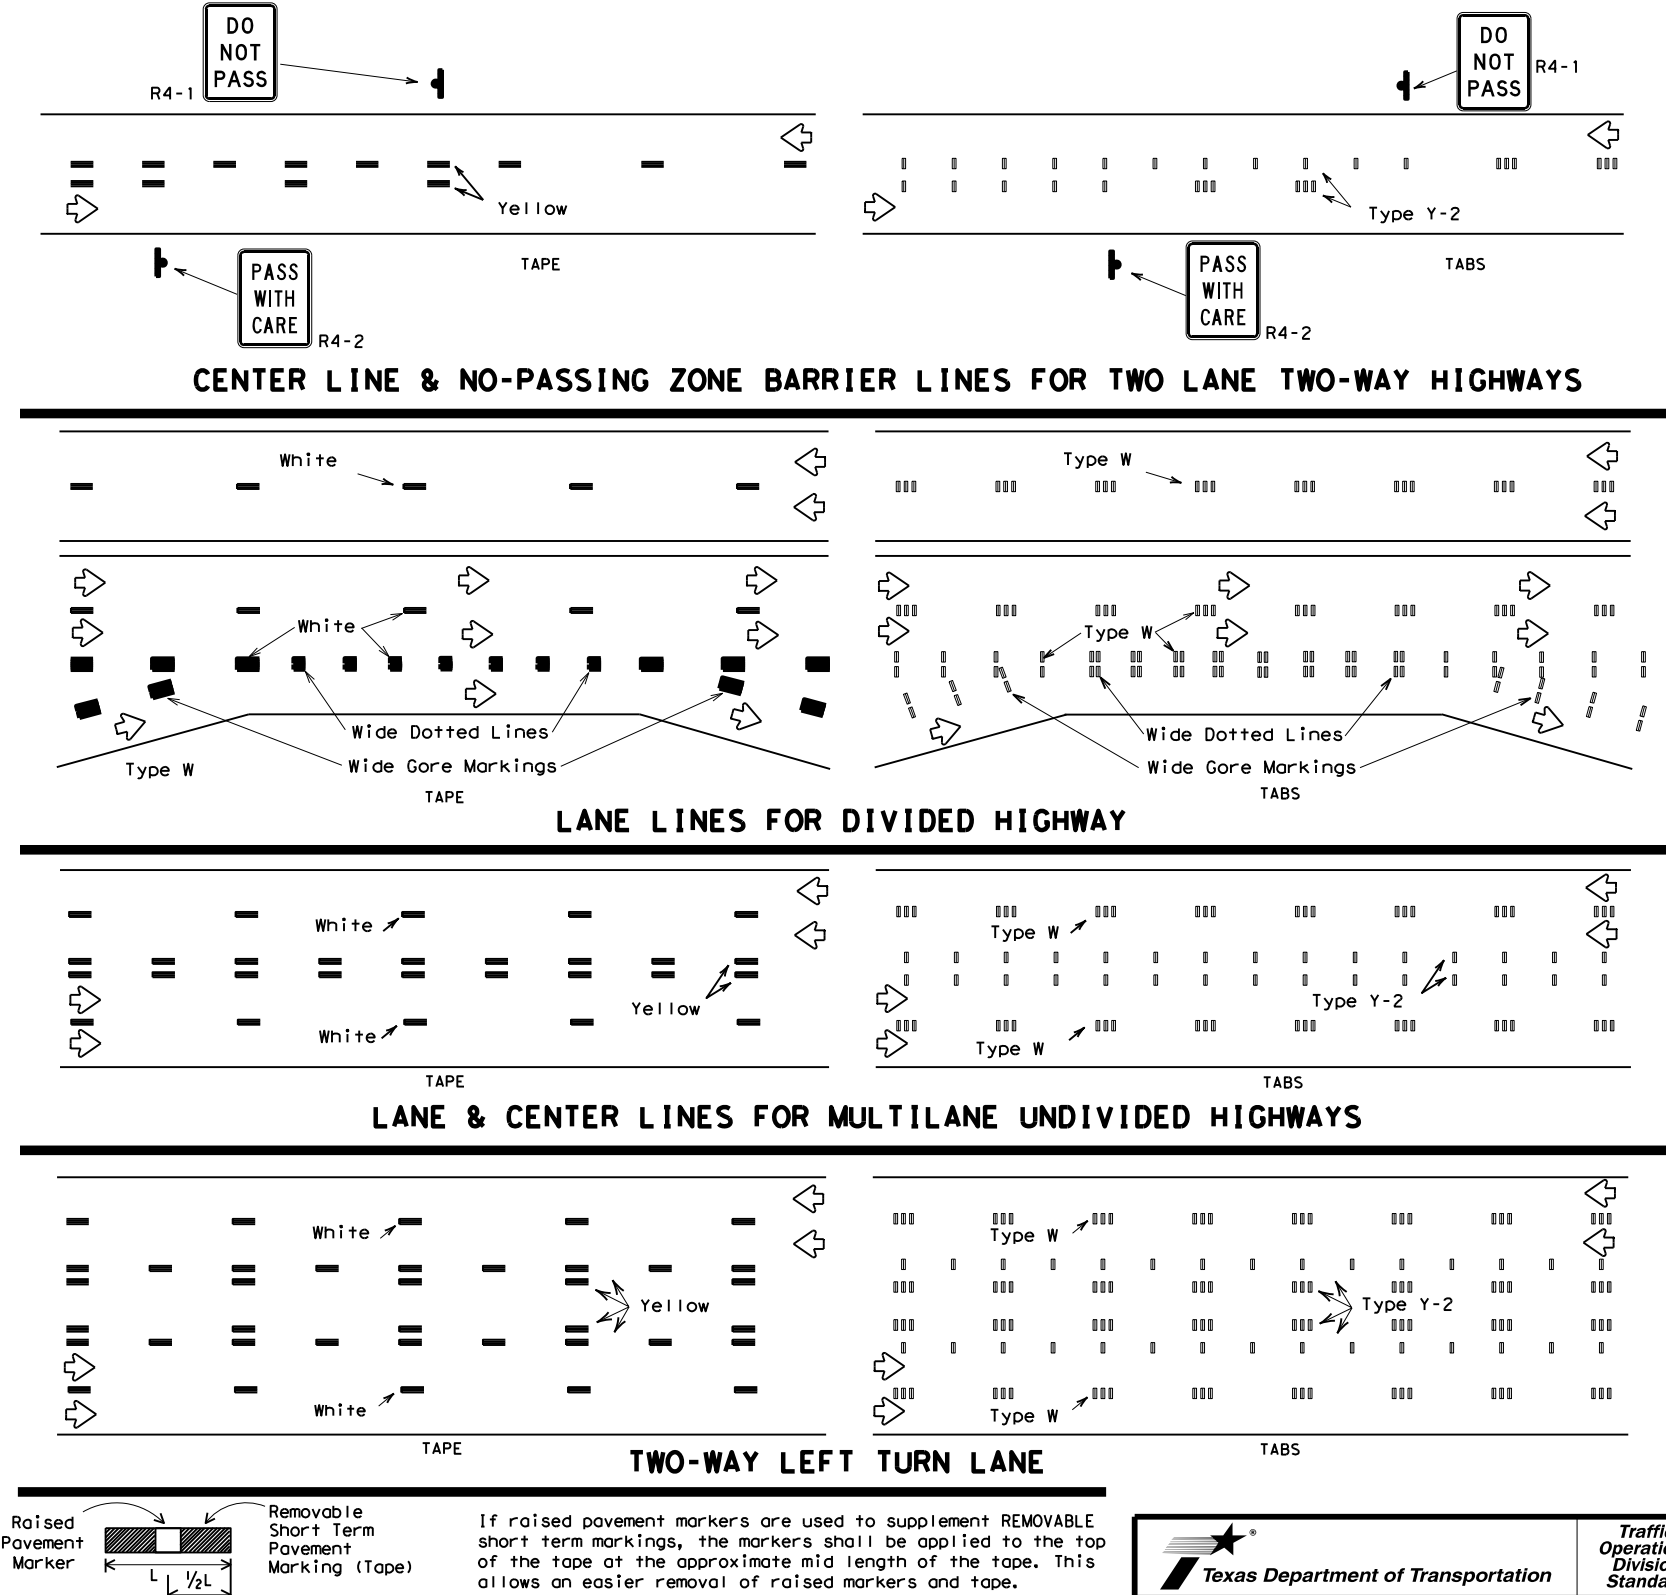 DO
NOT
PASS
R4-1
Yellow
PASS
WITH
CARE
R4-2
TAPE
DO
NOT
PASS
R4-1
Type Y-2
PASS
WITH
CARE
R4-2
TABS
CENTER LINE & NO-PASSING ZONE BARRIER LINES FOR TWO LANE TWO-WAY HIGHWAYS
White
Type W
White
Type W
Wide Dotted Lines
Wide Gore Markings
Type W
TAPE
Wide Dotted Lines
Wide Gore Markings
TABS
LANE LINES FOR DIVIDED HIGHWAY
White
Yellow
White
TAPE
Type W
Type Y-2
Type W
TABS
LANE & CENTER LINES FOR MULTILANE UNDIVIDED HIGHWAYS
White
Yellow
White
TAPE
Type W
Type Y-2
Type W
TABS
TWO-WAY LEFT TURN LANE
Raised
Pavement
Marker
Removable
Short Term
Pavement
Marking (Tape)
L
½L
If raised pavement markers are used to supplement REMOVABLE
short term markings, the markers shall be applied to the top
of the tape at the approximate mid length of the tape. This
allows an easier removal of raised markers and tape.
®
Texas Department of Transportation
Traffic
Operatio
Divisio
Standa